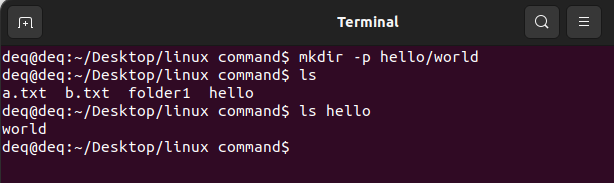 Terminal
deq@deq:~/Desktop/linux command$ mkdir -p hello/world
deq@deq:~/Desktop/linux command$ ls
a.txt  b.txt  folder1  hello
deq@deq:~/Desktop/linux command$ ls hello
world
deq@deq:~/Desktop/linux command$